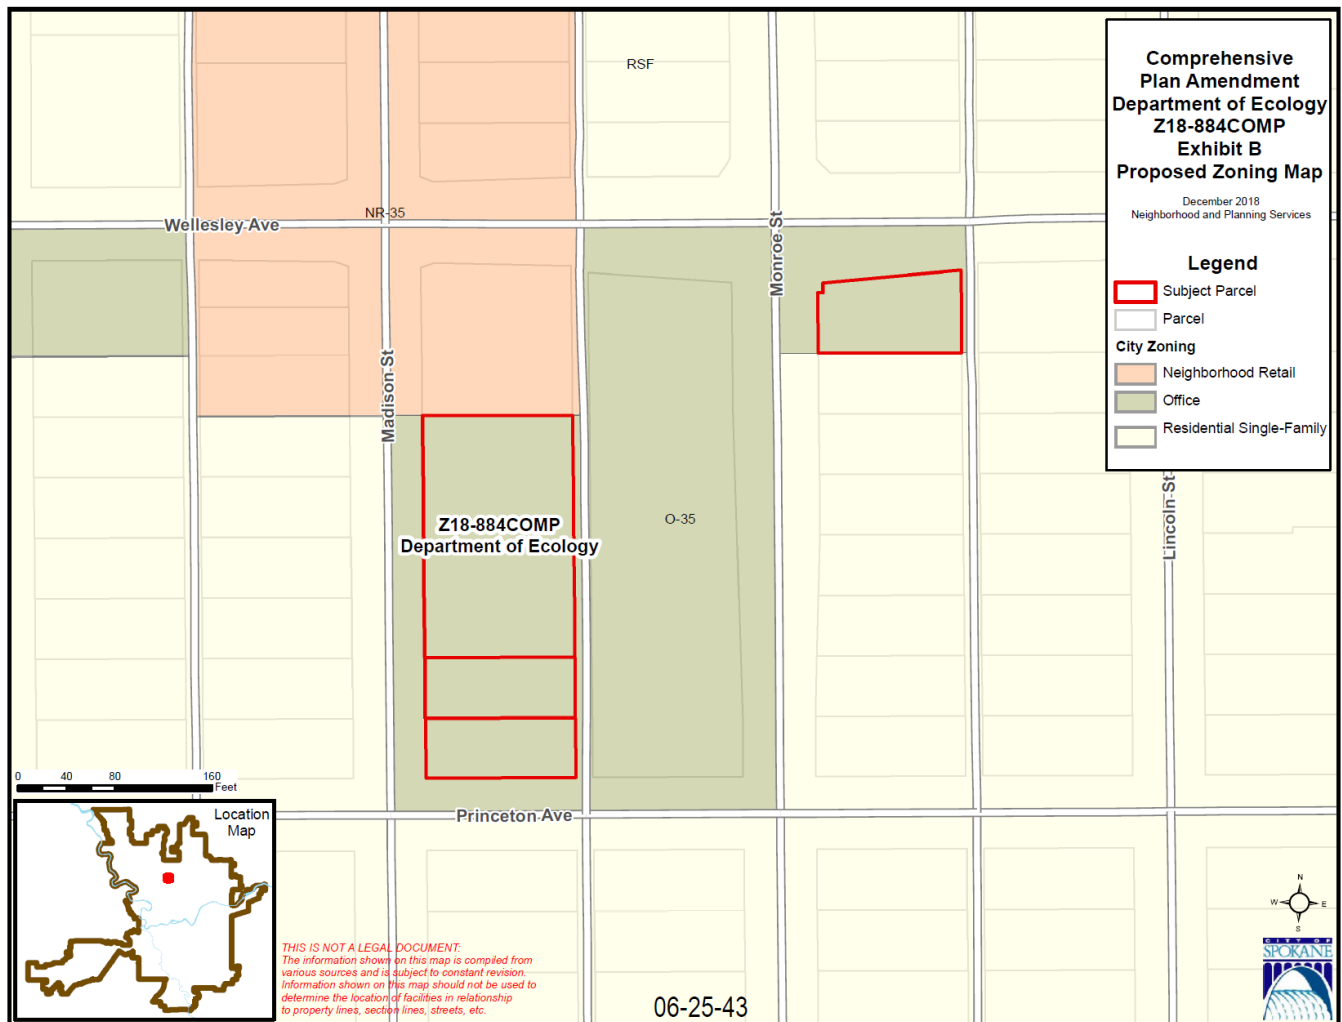 RSF
NR-35
Wellesley Ave
Monroe St
Madison St
Z18-884COMP
Department of Ecology
O-35
Lincoln St
Princeton Ave
Comprehensive
Plan Amendment
Department of Ecology
Z18-884COMP
Exhibit B
Proposed Zoning Map
December 2018
Neighborhood and Planning Services
Legend
Subject Parcel
Parcel
City Zoning
Neighborhood Retail
Office
Residential Single-Family
0 40 80 160
Feet
Location
Map
THIS IS NOT A LEGAL DOCUMENT:
The information shown on this map is compiled from
various sources and is subject to constant revision.
Information shown on this map should not be used to
determine the location of facilities in relationship
to property lines, section lines, streets, etc.
06-25-43
N
W E
S
CITY OF
SPOKANE